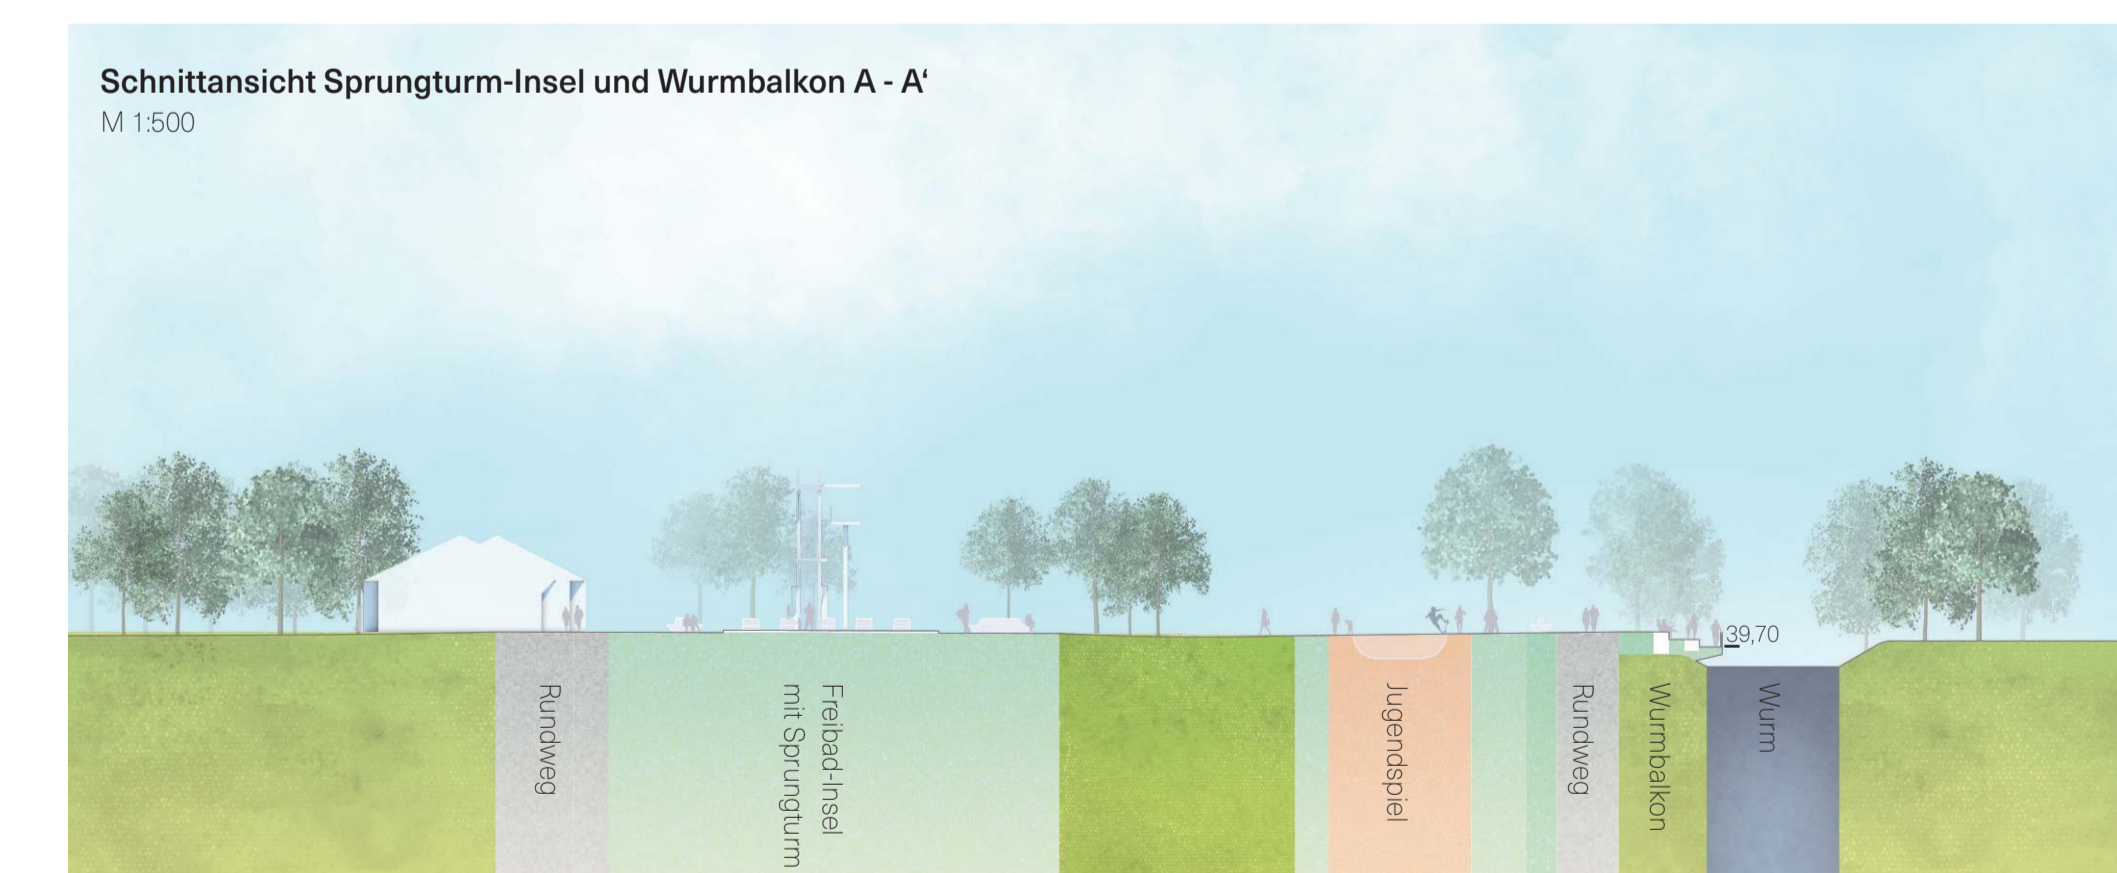 Schnittansicht Sprungturm-Insel und Wurmbalkon A - A‘
M 1:500
39,70
Rundweg
Freibad-Insel
mit Sprungturm
Jugendspiel
Rundweg
Wurmbalkon
Wurm